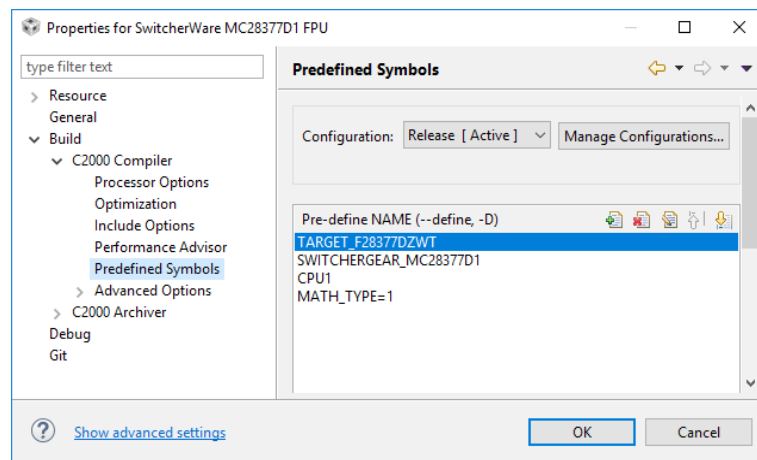 Properties for SwitcherWare MC28377D1 FPU
type filter text
Resource
General
Build
C2000 Compiler
Processor Options
Optimization
Include Options
Performance Advisor
Predefined Symbols
Advanced Options
C2000 Archiver
Debug
Git
Predefined Symbols
Configuration: Release [ Active ] Manage Configurations...
Pre-define NAME (--define, -D)
TARGET_F28377DZWT
SWITCHERGEAR_MC28377D1
CPU1
MATH_TYPE=1
? Show advanced settings
OK Cancel